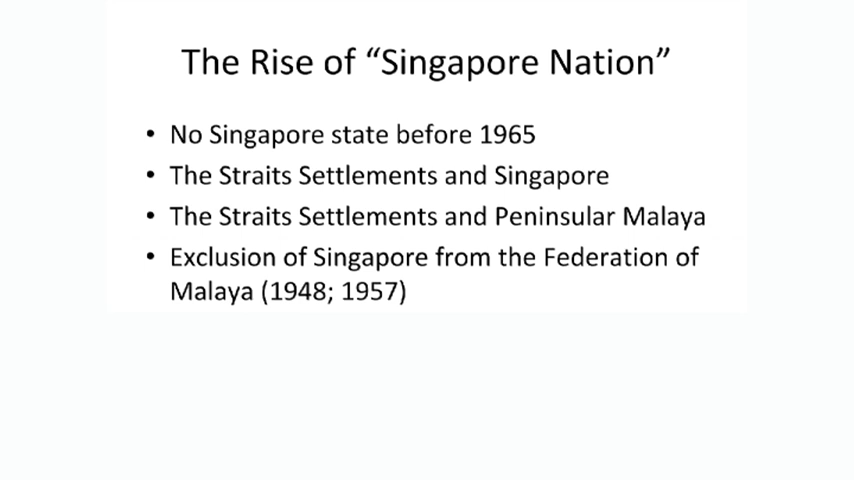 The Rise of “Singapore Nation”
• No Singapore state before 1965
• The Straits Settlements and Singapore
• The Straits Settlements and Peninsular Malaya
• Exclusion of Singapore from the Federation of
Malaya (1948; 1957)